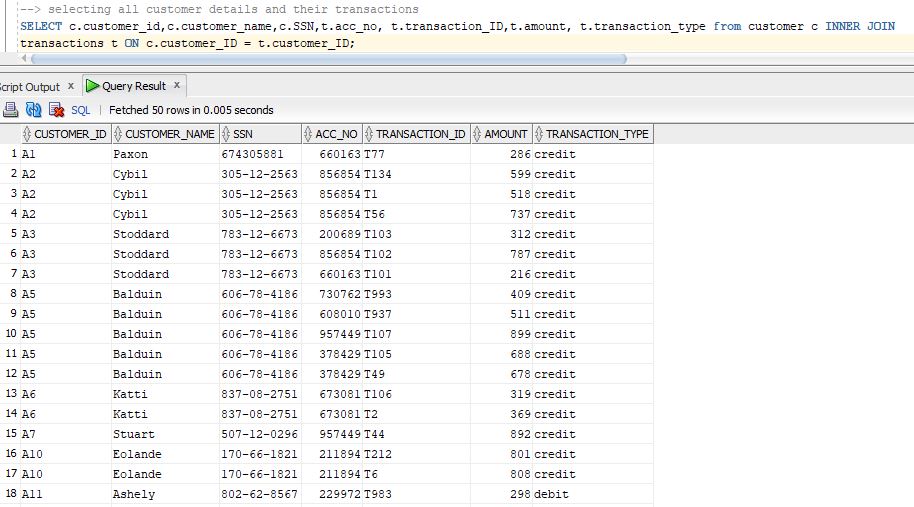 --> selecting all customer details and their transactions
SELECT c.customer_id,c.customer_name,c.SSN,t.acc_no, t.transaction_ID,t.amount, t.transaction_type from customer c INNER JOIN
transactions t ON c.customer_ID = t.customer_ID;
Script Output x Query Result x
SQL | Fetched 50 rows in 0.005 seconds
CUSTOMER_ID CUSTOMER_NAME SSN ACC_NO TRANSACTION_ID AMOUNT TRANSACTION_TYPE
1 A1 Paxon 674305881 660163 T77 286 credit
2 A2 Cybil 305-12-2563 856854 T134 599 credit
3 A2 Cybil 305-12-2563 856854 T1 518 credit
4 A2 Cybil 305-12-2563 856854 T56 737 credit
5 A3 Stoddard 783-12-6673 200689 T103 312 credit
6 A3 Stoddard 783-12-6673 856854 T102 787 credit
7 A3 Stoddard 783-12-6673 660163 T101 216 credit
8 A5 Balduin 606-78-4186 730762 T993 409 credit
9 A5 Balduin 606-78-4186 608010 T937 511 credit
10 A5 Balduin 606-78-4186 957449 T107 899 credit
11 A5 Balduin 606-78-4186 378429 T105 688 credit
12 A5 Balduin 606-78-4186 378429 T49 678 credit
13 A6 Katti 837-08-2751 673081 T106 319 credit
14 A6 Katti 837-08-2751 673081 T2 369 credit
15 A7 Stuart 507-12-0296 957449 T44 892 credit
16 A10 Eolande 170-66-1821 211894 T212 801 credit
17 A10 Eolande 170-66-1821 211894 T6 808 credit
18 A11 Ashely 802-62-8567 229972 T983 298 debit